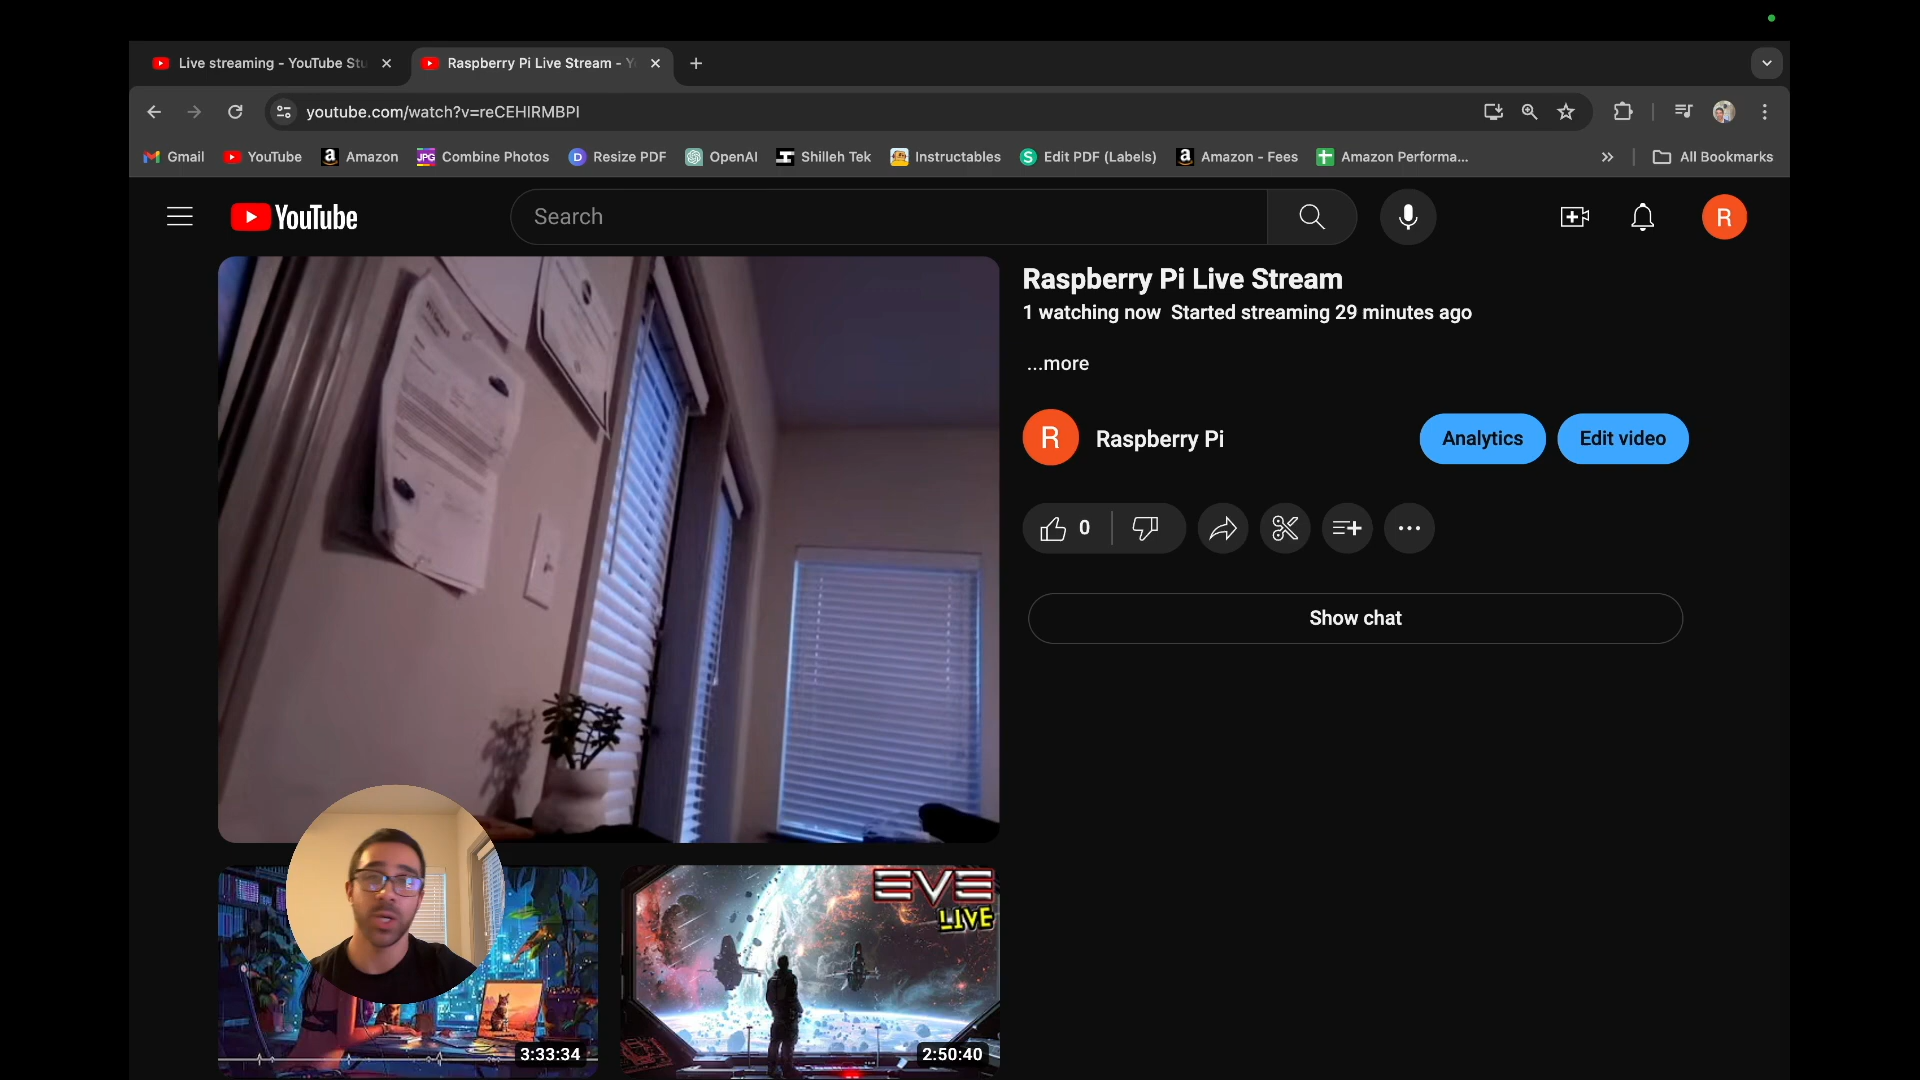 Live streaming - YouTube Stu
Raspberry Pi Live Stream - Y
youtube.com/watch?v=reCEHIRMBPI
Gmail
YouTube
Amazon
JPG
Combine Photos
D
Resize PDF
OpenAI
Shilleh Tek
Instructables
S
Edit PDF (Labels)
Amazon - Fees
Amazon Performa...
All Bookmarks
YouTube
Search
R
Raspberry Pi Live Stream
1 watching now Started streaming 29 minutes ago
...more
R
Raspberry Pi
Analytics
Edit video
0
Show chat
EVE
LIVE
3:33:34
2:50:40